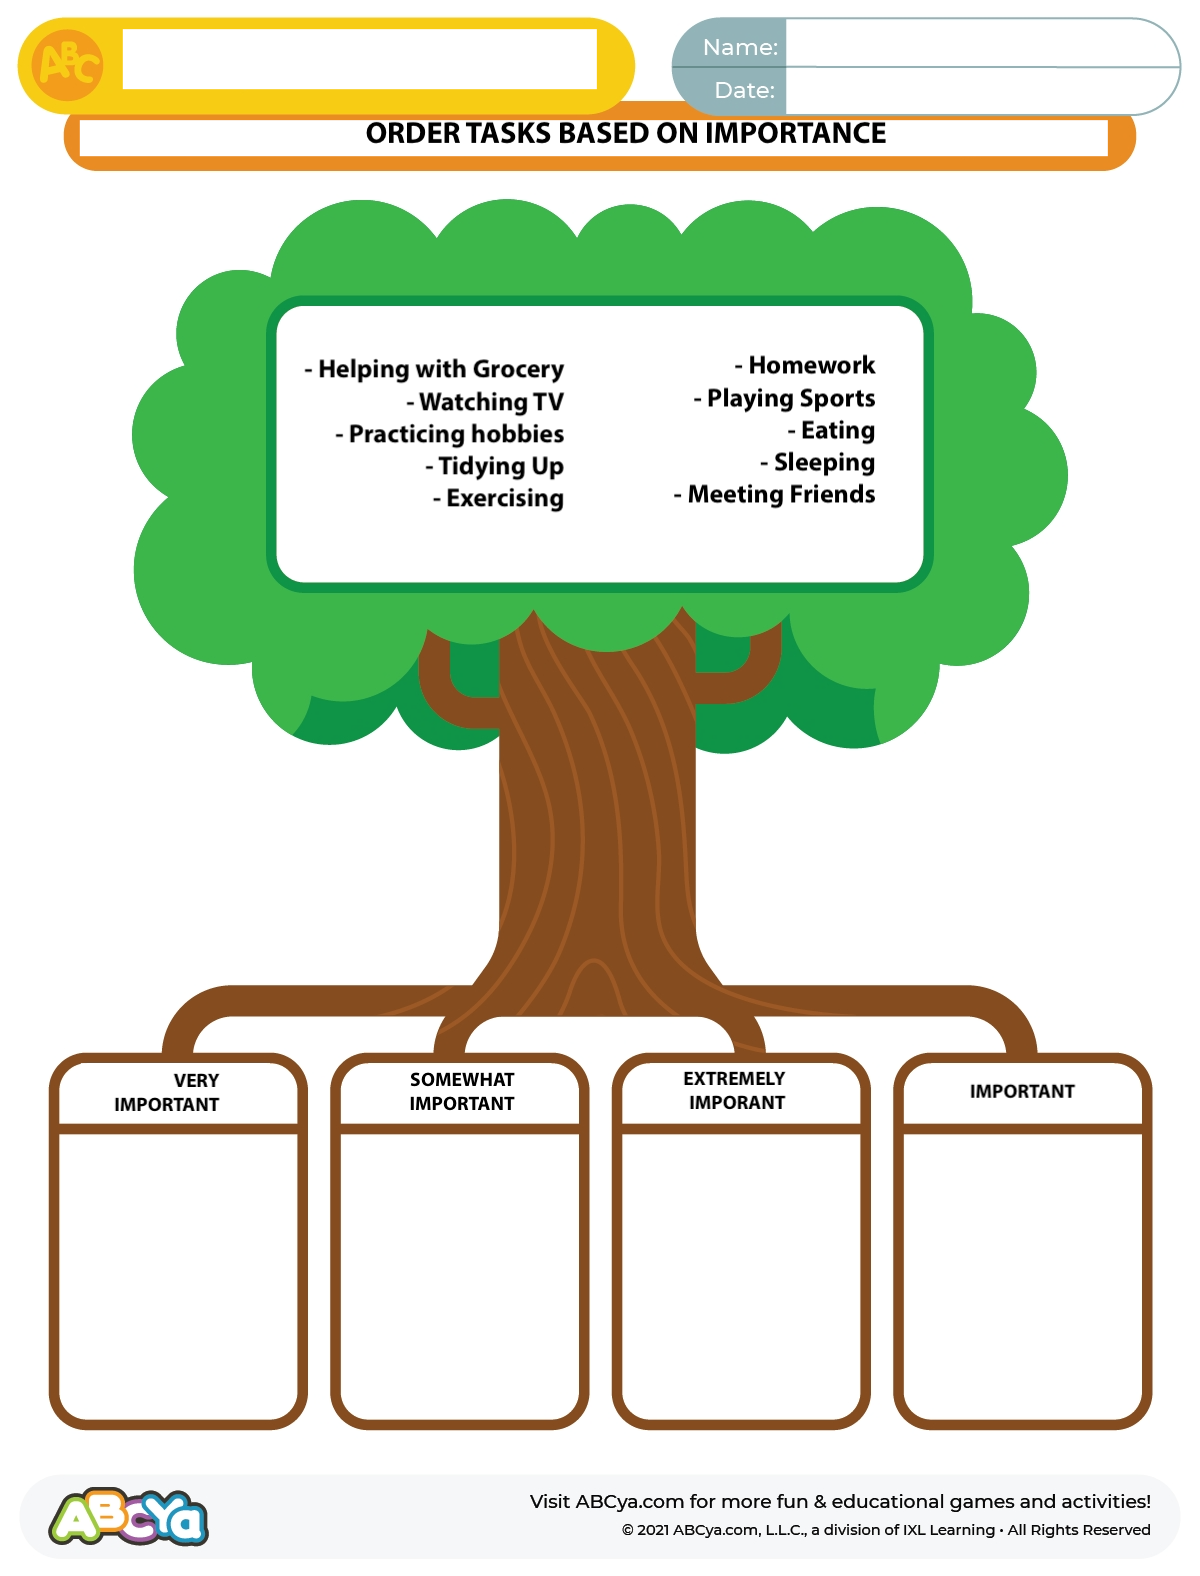 ABC
Name:
Date:
ORDER TASKS BASED ON IMPORTANCE
- Helping with Grocery
- Watching TV
- Practicing hobbies
- Tidying Up
- Exercising
- Homework
- Playing Sports
- Eating
- Sleeping
- Meeting Friends
VERY
IMPORTANT
SOMEWHAT
IMPORTANT
EXTREMELY
IMPORANT
IMPORTANT
ABCYa
Visit ABCya.com for more fun & educational games and activities!
© 2021 ABCya.com, L.L.C., a division of IXL Learning • All Rights Reserved